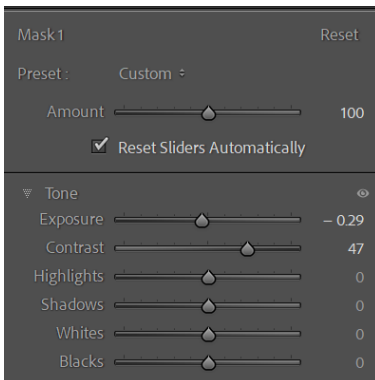 Mask 1 Reset
Preset : Custom
Amount 100
Reset Sliders Automatically
Tone
Exposure – 0.29
Contrast 47
Highlights 0
Shadows 0
Whites 0
Blacks 0